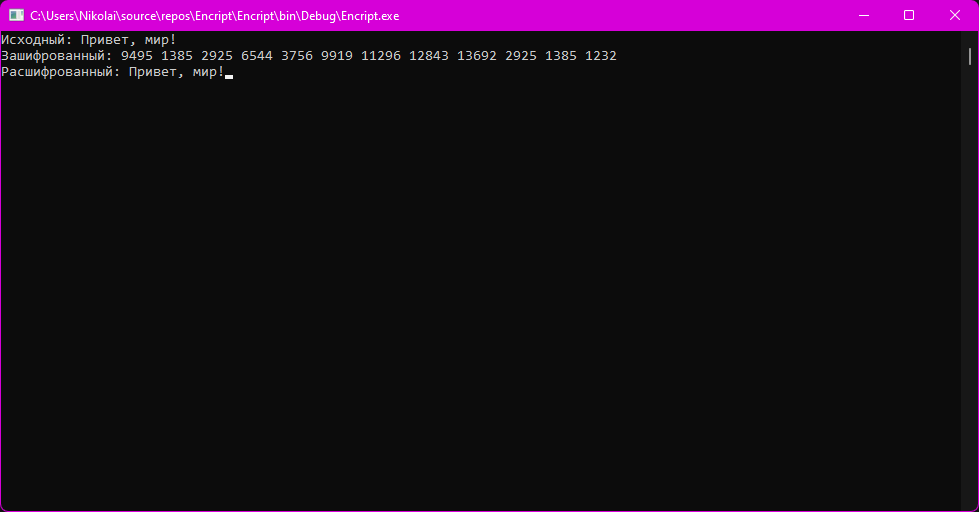 C:\Users\Nikolai\source\repos\Encript\Encript\bin\Debug\Encript.exe
Исходный: Привет, мир!
Зашифрованный: 9495 1385 2925 6544 3756 9919 11296 12843 13692 2925 1385 1232
Расшифрованный: Привет, мир!